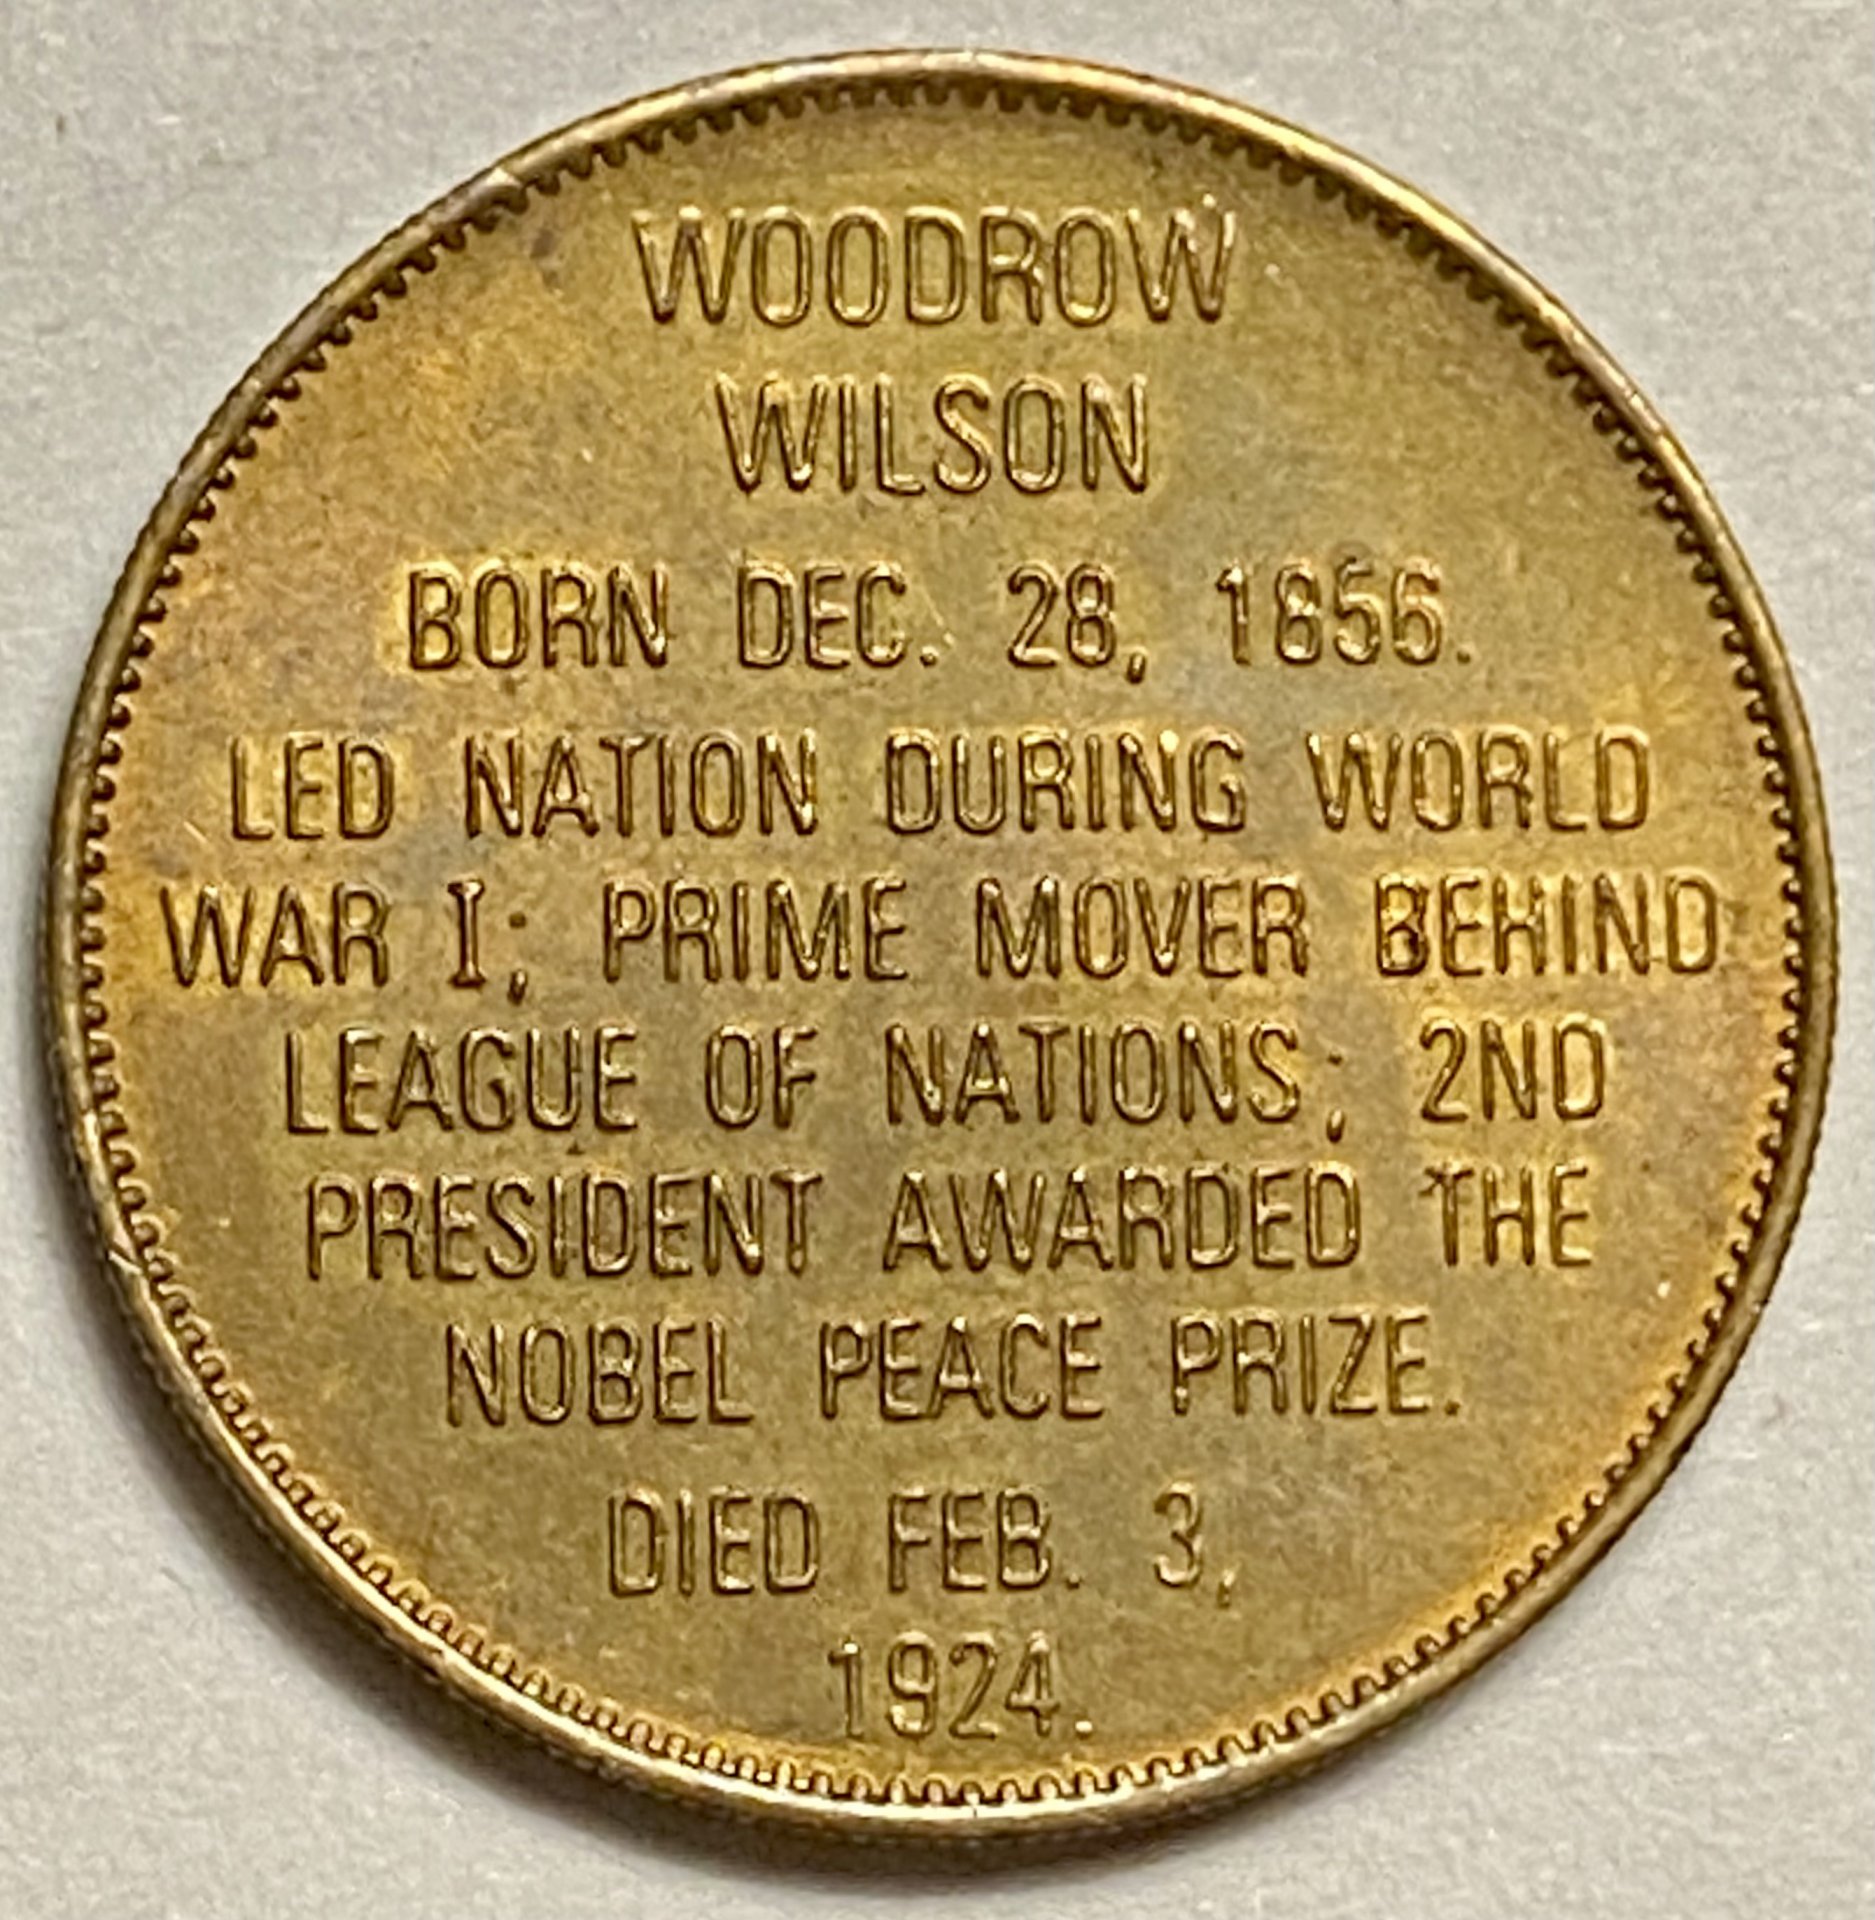 WOODROW
WILSON
BORN DEC. 28, 1856.
LED NATION DURING WORLD
WAR I; PRIME MOVER BEHIND
LEAGUE OF NATIONS; 2ND
PRESIDENT AWARDED THE
NOBEL PEACE PRIZE.
DIED FEB. 3,
1924.